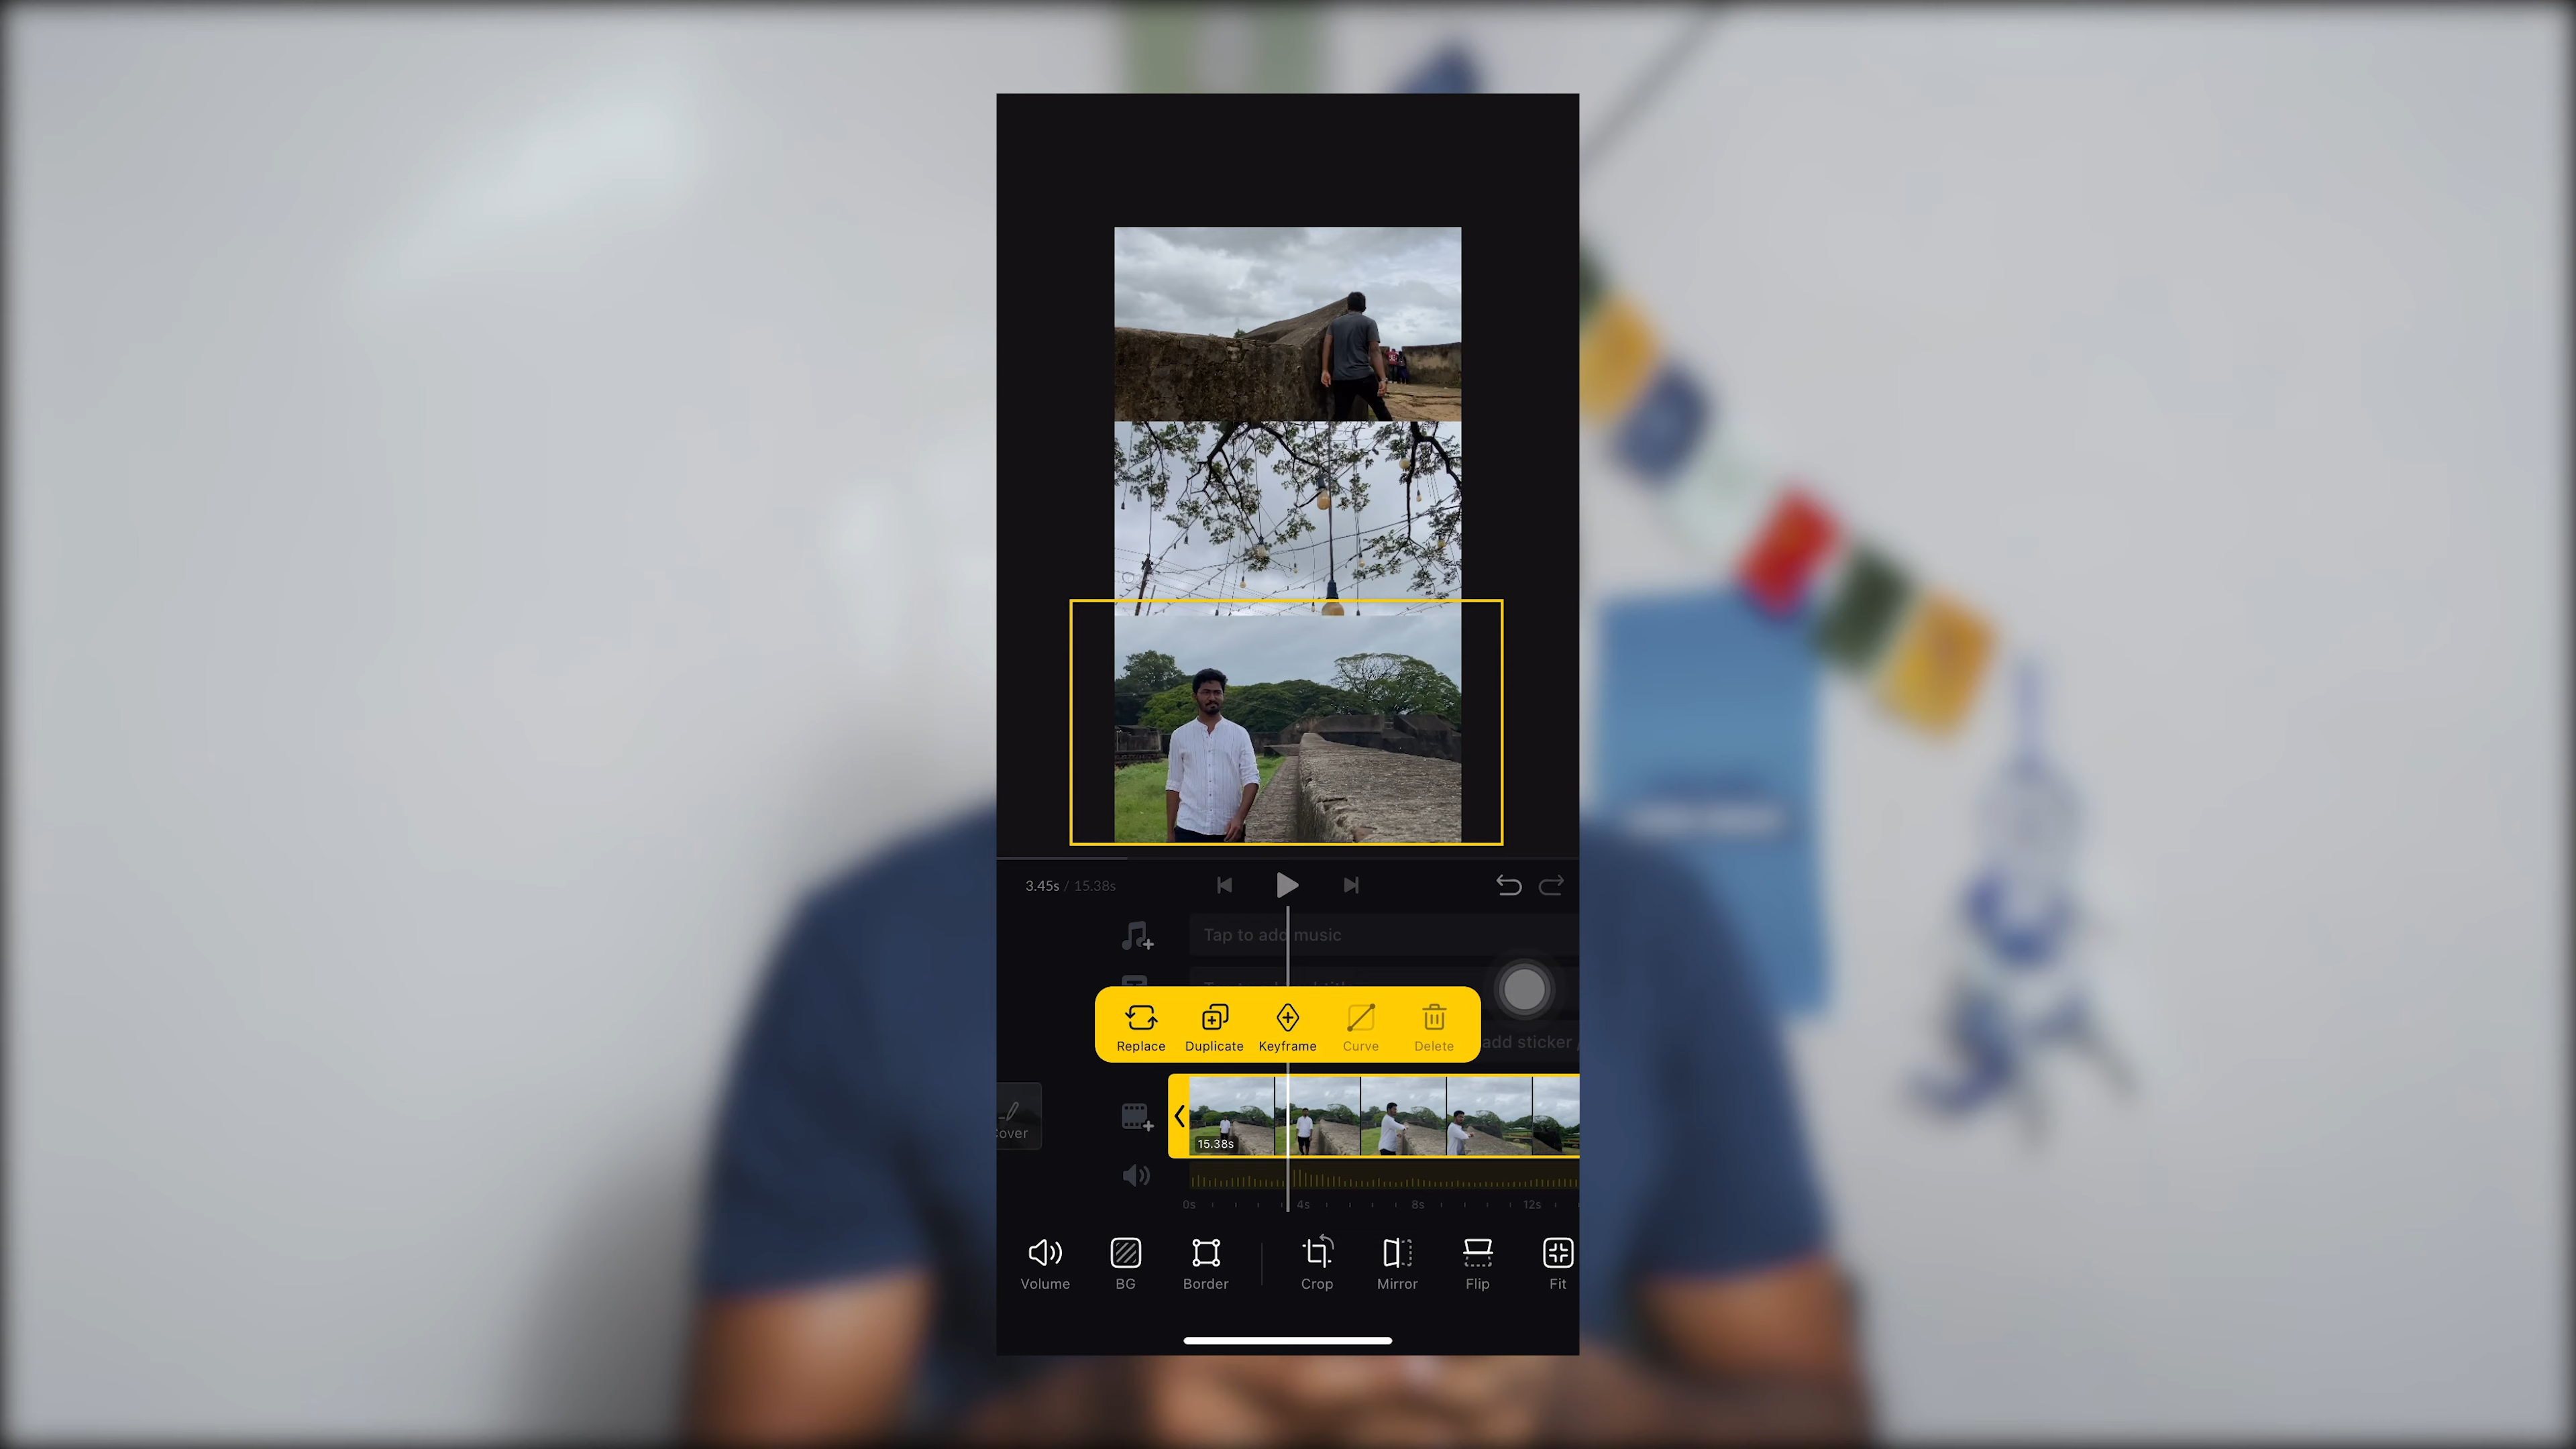 3.45s / 15.38s
Tap to add music
Replace Duplicate Keyframe Curve Delete
add sticker
Cover
15.38s
0s 4s 8s 12s
Volume BG Border Crop Mirror Flip Fit